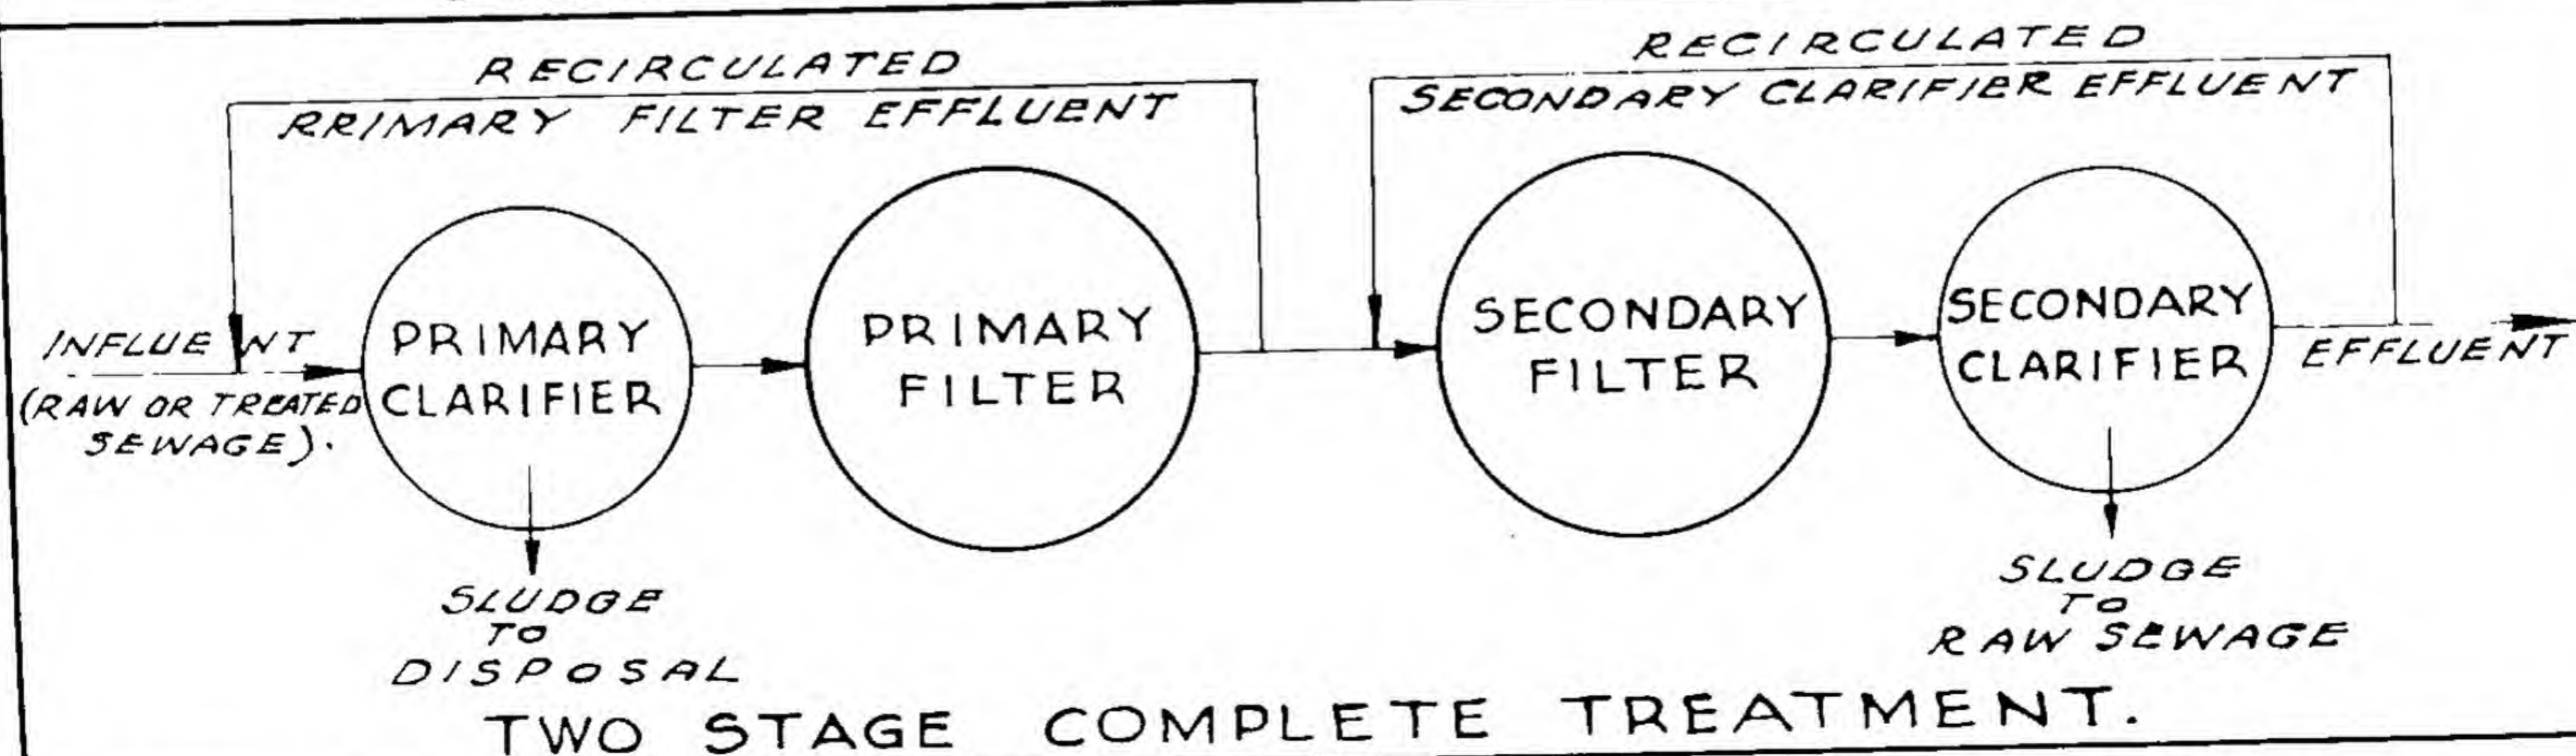 RECIRCULATED
PRIMARY FILTER EFFLUENT
RECIRCULATED
SECONDARY CLARIFIER EFFLUENT
INFLUENT
(RAW OR TREATED
SEWAGE).
PRIMARY
CLARIFIER
PRIMARY
FILTER
SECONDARY
FILTER
SECONDARY
CLARIFIER
EFFLUENT
SLUDGE
TO
DISPOSAL
SLUDGE
TO
RAW SEWAGE
TWO STAGE COMPLETE TREATMENT.